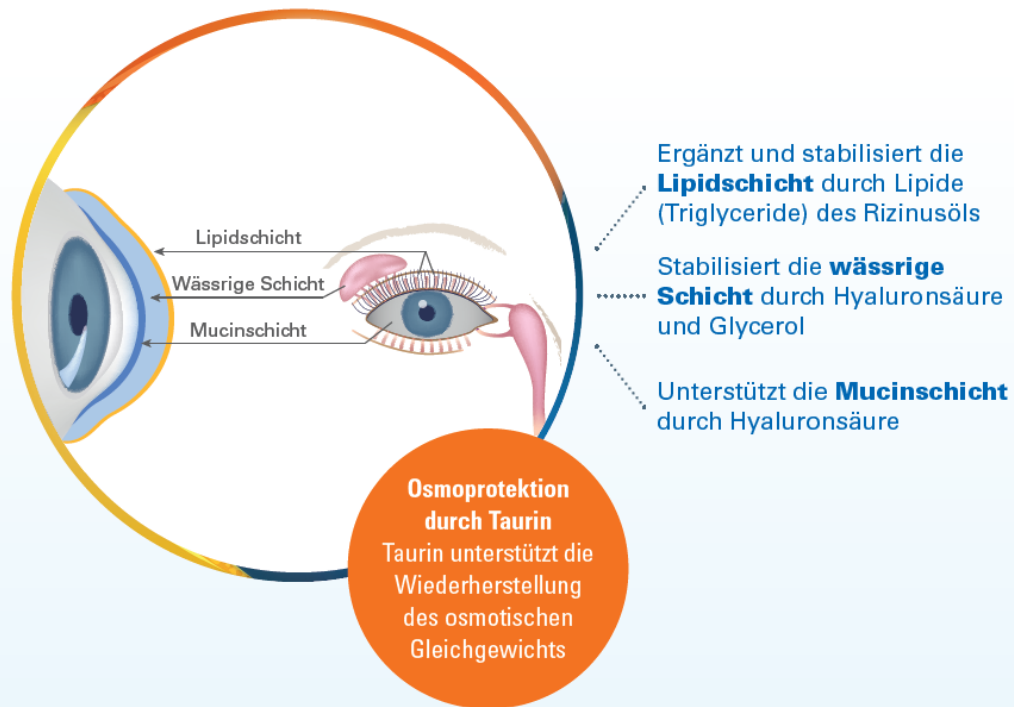 Lipidschicht
Wässrige Schicht
Mucinschicht
Ergänzt und stabilisiert die
Lipidschicht durch Lipide
(Triglyceride) des Rizinusöls
Stabilisiert die wässrige
Schicht durch Hyaluronsäure
und Glycerol
Unterstützt die Mucinschicht
durch Hyaluronsäure
Osmoprotektion
durch Taurin
Taurin unterstützt die
Wiederherstellung
des osmotischen
Gleichgewichts